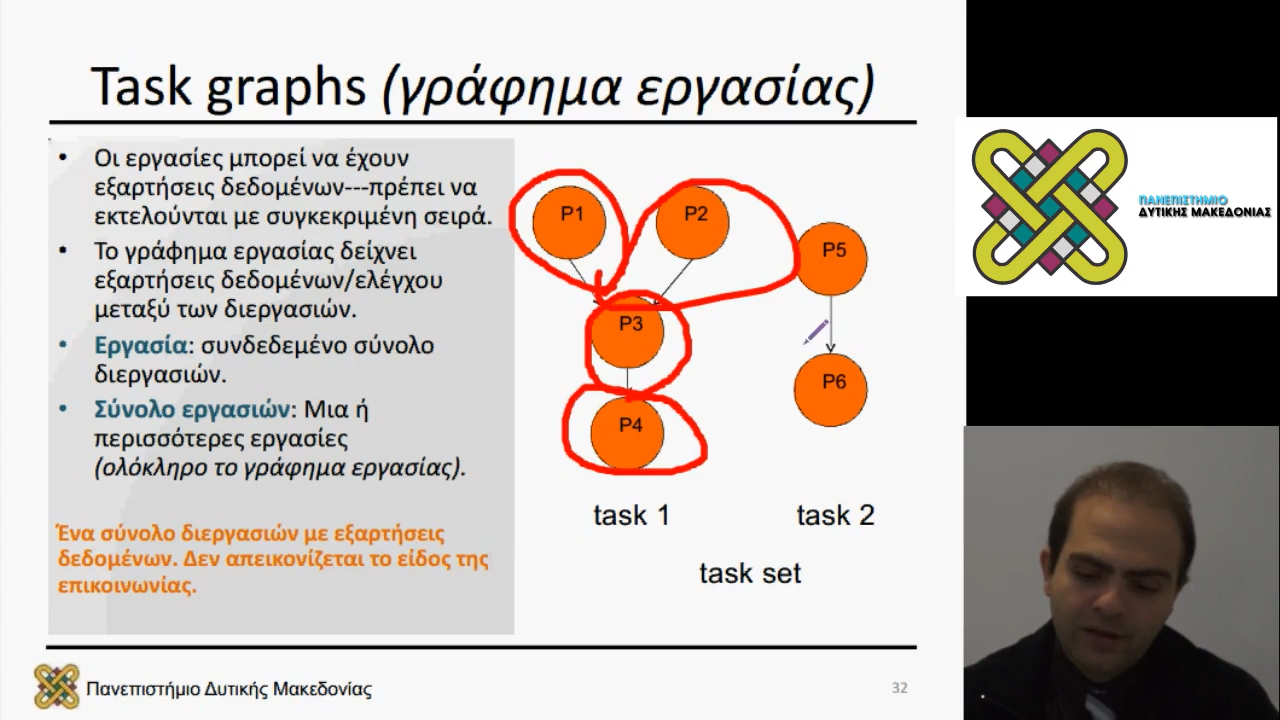 Task graphs (γράφημα εργασίας)
• Οι εργασίες μπορεί να έχουν
εξαρτήσεις δεδομένων---πρέπει να
εκτελούνται με συγκεκριμένη σειρά.
• Το γράφημα εργασίας δείχνει
εξαρτήσεις δεδομένων/ελέγχου
μεταξύ των διεργασιών.
• Εργασία: συνδεδεμένο σύνολο
διεργασιών.
• Σύνολο εργασιών: Μια ή
περισσότερες εργασίες
(ολόκληρο το γράφημα εργασίας).
Ένα σύνολο διεργασιών με εξαρτήσεις
δεδομένων. Δεν απεικονίζεται το είδος της
επικοινωνίας.
P1
P2
P3
P4
P5
P6
task 1
task 2
task set
Πανεπιστήμιο Δυτικής Μακεδονίας
32
ΠΑΝΕΠΙΣΤΗΜΙΟ
ΔΥΤΙΚΗΣ ΜΑΚΕΔΟΝΙΑΣ